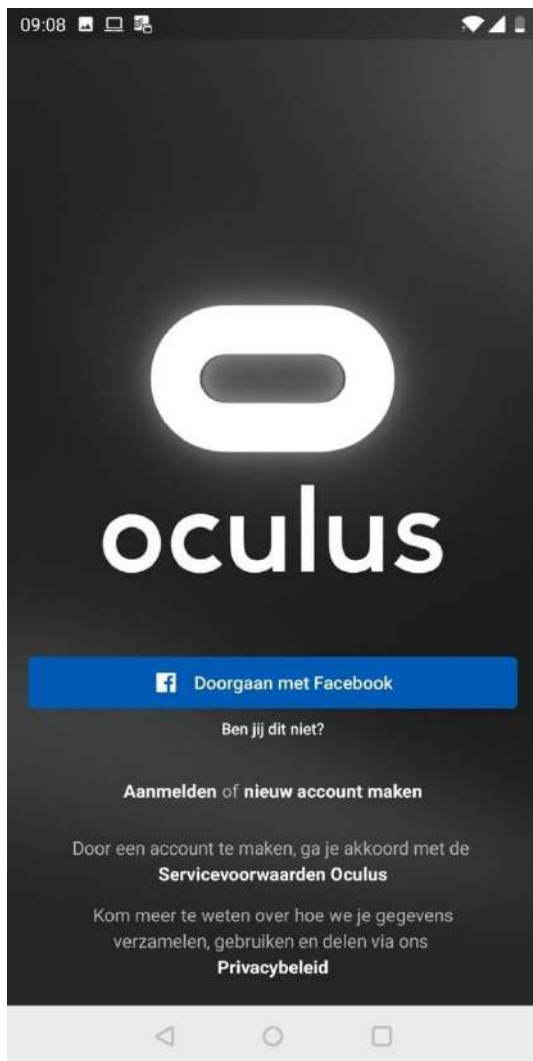 09:08
oculus
Doorgaan met Facebook
Ben jij dit niet?
Aanmelden of nieuw account maken
Door een account te maken, ga je akkoord met de
Servicevoorwaarden Oculus
Kom meer te weten over hoe we je gegevens
verzamelen, gebruiken en delen via ons
Privacybeleid